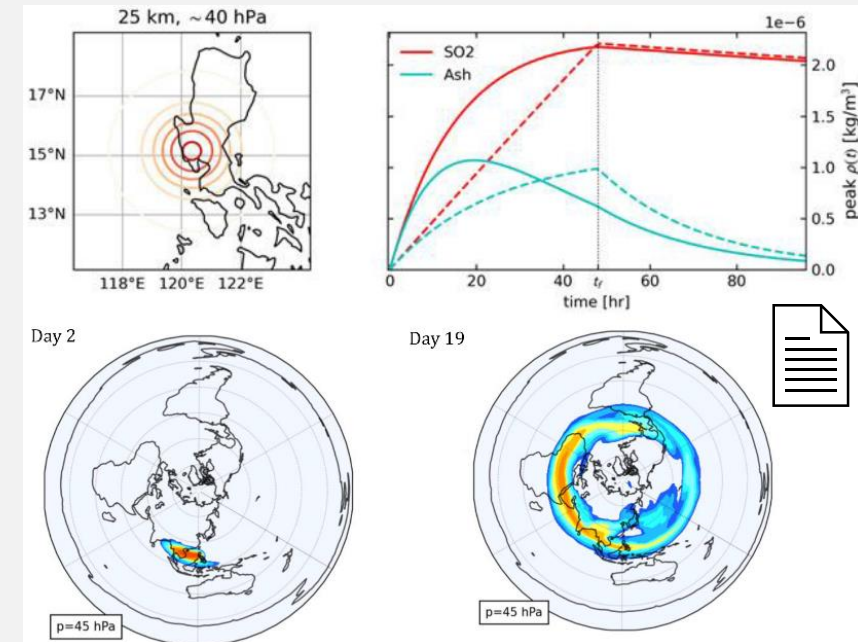 25 km, ~40 hPa
17°N
15°N
13°N
118°E 120°E 122°E
1e−6
SO2
Ash
2.0
1.5
1.0
0.5
0.0
peak ρ(t) [kg/m³]
0 20 40 t_f 60 80
time [hr]
Day 2
p=45 hPa
Day 19
p=45 hPa